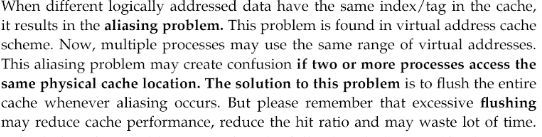 When different logically addressed data have the same index/tag in the cache,
it results in the aliasing problem. This problem is found in virtual address cache
scheme. Now, multiple processes may use the same range of virtual addresses.
This aliasing problem may create confusion if two or more processes access the
same physical cache location. The solution to this problem is to flush the entire
cache whenever aliasing occurs. But please remember that excessive flushing
may reduce cache performance, reduce the hit ratio and may waste lot of time.